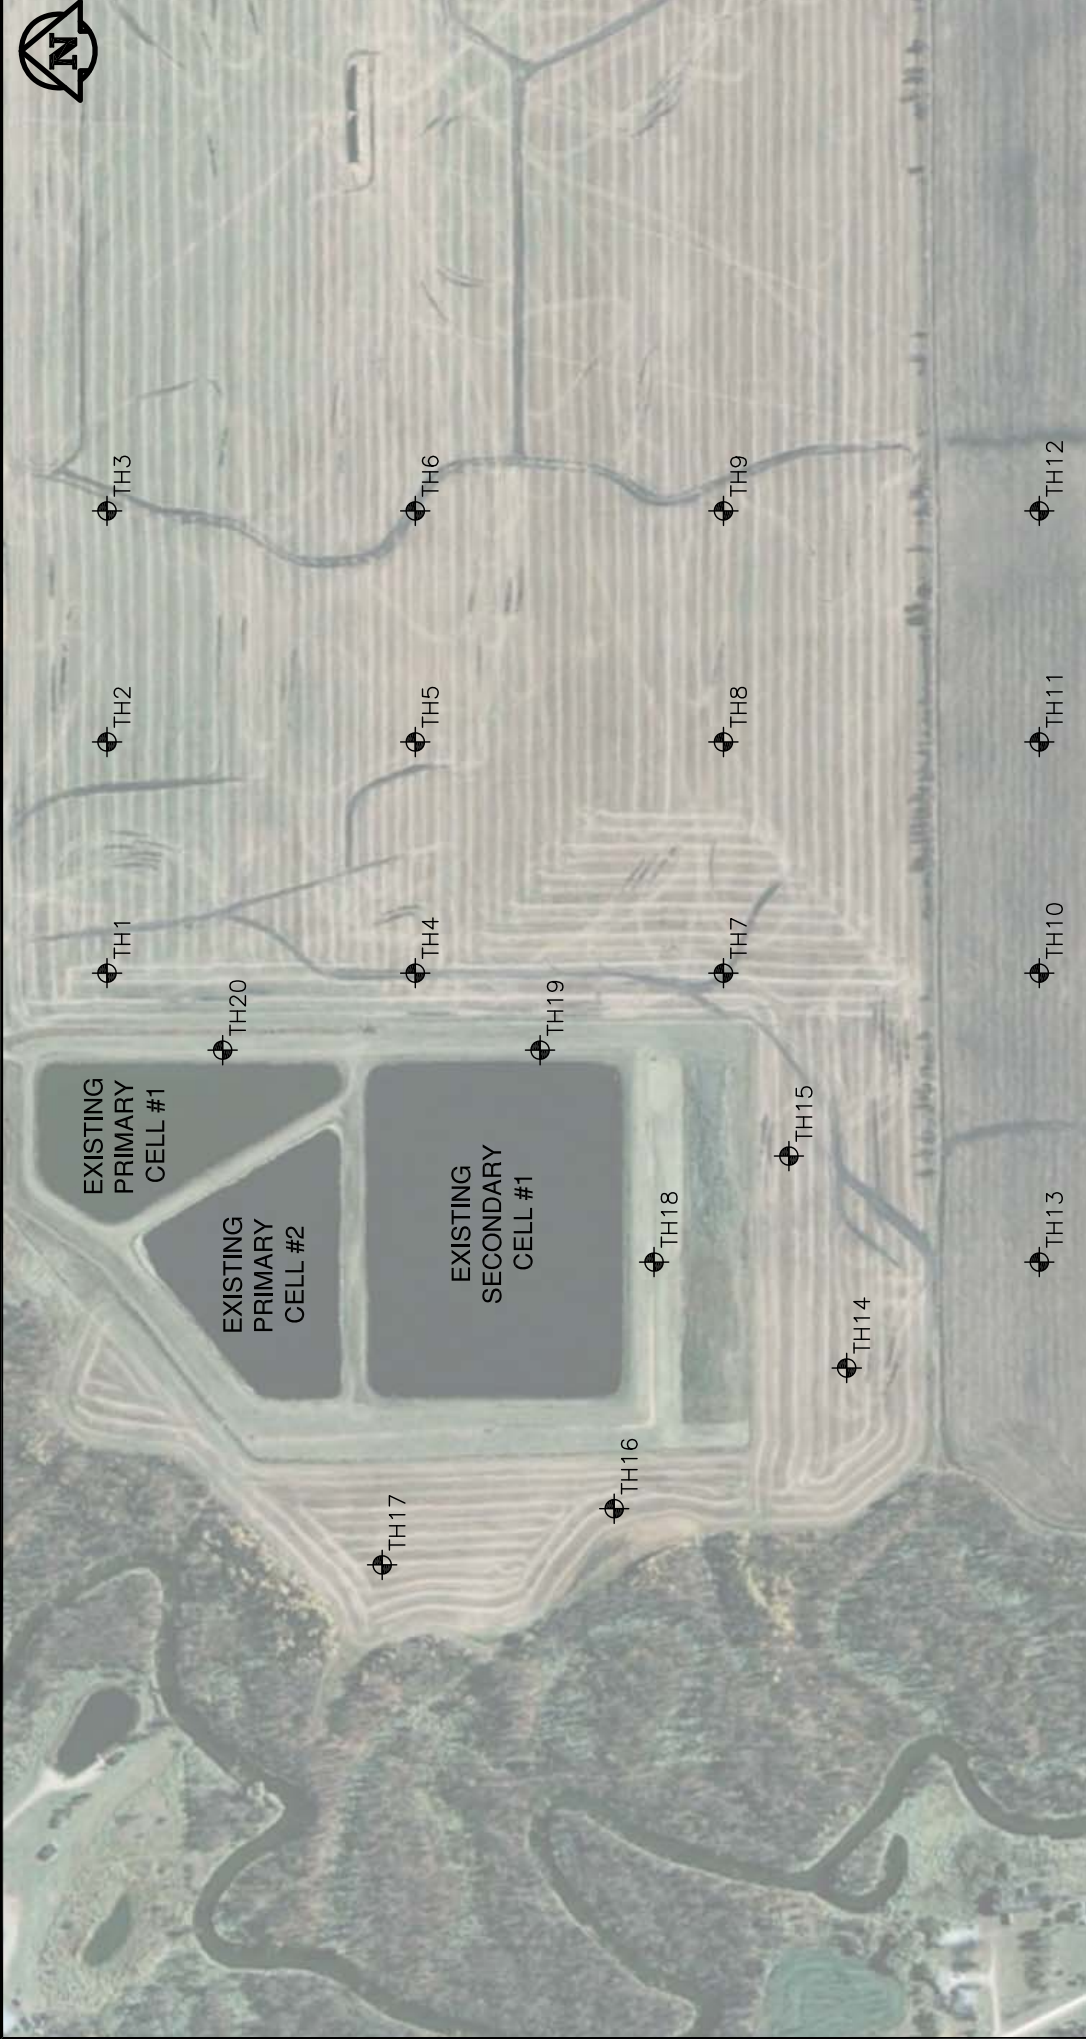 N
TH3
TH6
TH9
TH12
TH2
TH5
TH8
TH11
TH1
TH4
TH7
TH10
TH20
TH19
EXISTING
PRIMARY
CELL #1
EXISTING
PRIMARY
CELL #2
EXISTING
SECONDARY
CELL #1
TH15
TH18
TH13
TH14
TH16
TH17